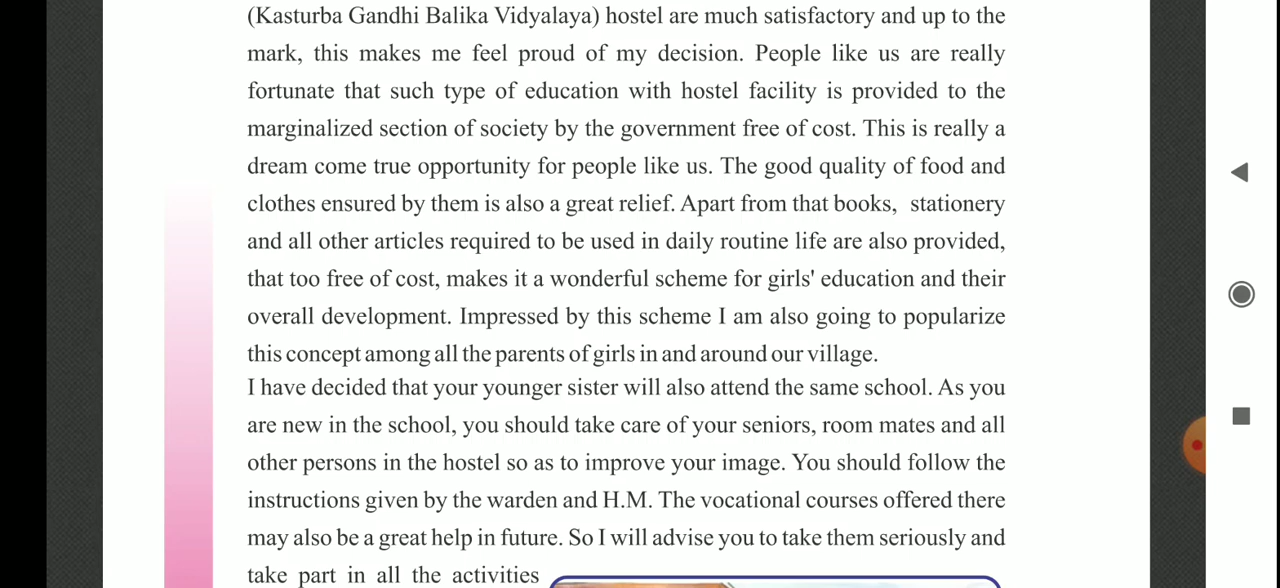 (Kasturba Gandhi Balika Vidyalaya) hostel are much satisfactory and up to the
mark, this makes me feel proud of my decision. People like us are really
fortunate that such type of education with hostel facility is provided to the
marginalized section of society by the government free of cost. This is really a
dream come true opportunity for people like us. The good quality of food and
clothes ensured by them is also a great relief. Apart from that books, stationery
and all other articles required to be used in daily routine life are also provided,
that too free of cost, makes it a wonderful scheme for girls' education and their
overall development. Impressed by this scheme I am also going to popularize
this concept among all the parents of girls in and around our village.
I have decided that your younger sister will also attend the same school. As you
are new in the school, you should take care of your seniors, room mates and all
other persons in the hostel so as to improve your image. You should follow the
instructions given by the warden and H.M. The vocational courses offered there
may also be a great help in future. So I will advise you to take them seriously and
take part in all the activities